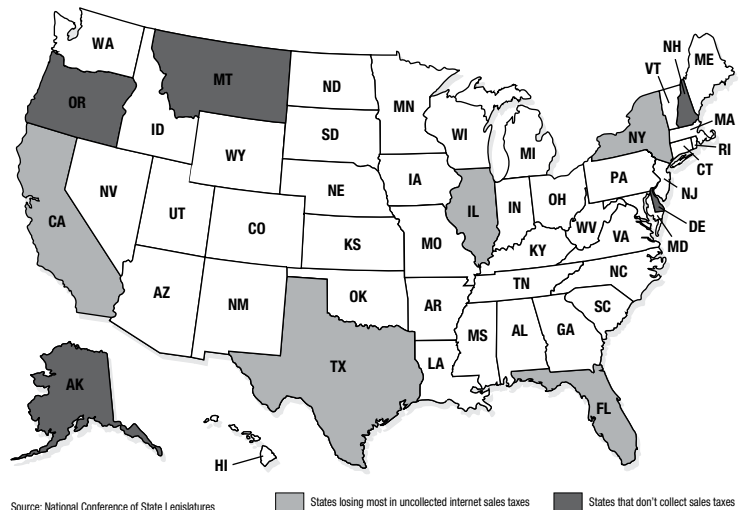 WA
MT
ND
MN
VT
NH
ME
OR
ID
SD
WI
MI
NY
MA
RI
CT
WY
IA
PA
NJ
NE
NV
UT
CO
IL
IN
OH
WV
DE
MD
VA
CA
KS
MO
KY
NC
TN
AZ
NM
OK
AR
SC
MS
AL
GA
TX
LA
FL
AK
HI
Source: National Conference of State Legislatures
States losing most in uncollected internet sales taxes
States that don't collect sales taxes